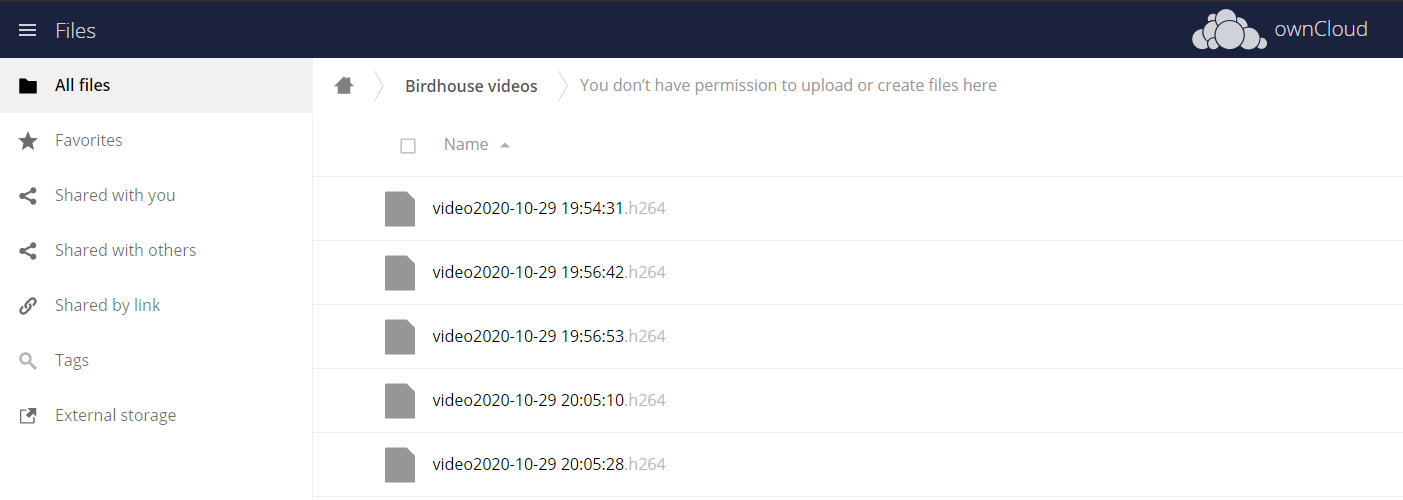 Files
ownCloud
All files
Favorites
Shared with you
Shared with others
Shared by link
Tags
External storage
Birdhouse videos
You don’t have permission to upload or create files here
Name
video2020-10-29 19:54:31.h264
video2020-10-29 19:56:42.h264
video2020-10-29 19:56:53.h264
video2020-10-29 20:05:10.h264
video2020-10-29 20:05:28.h264